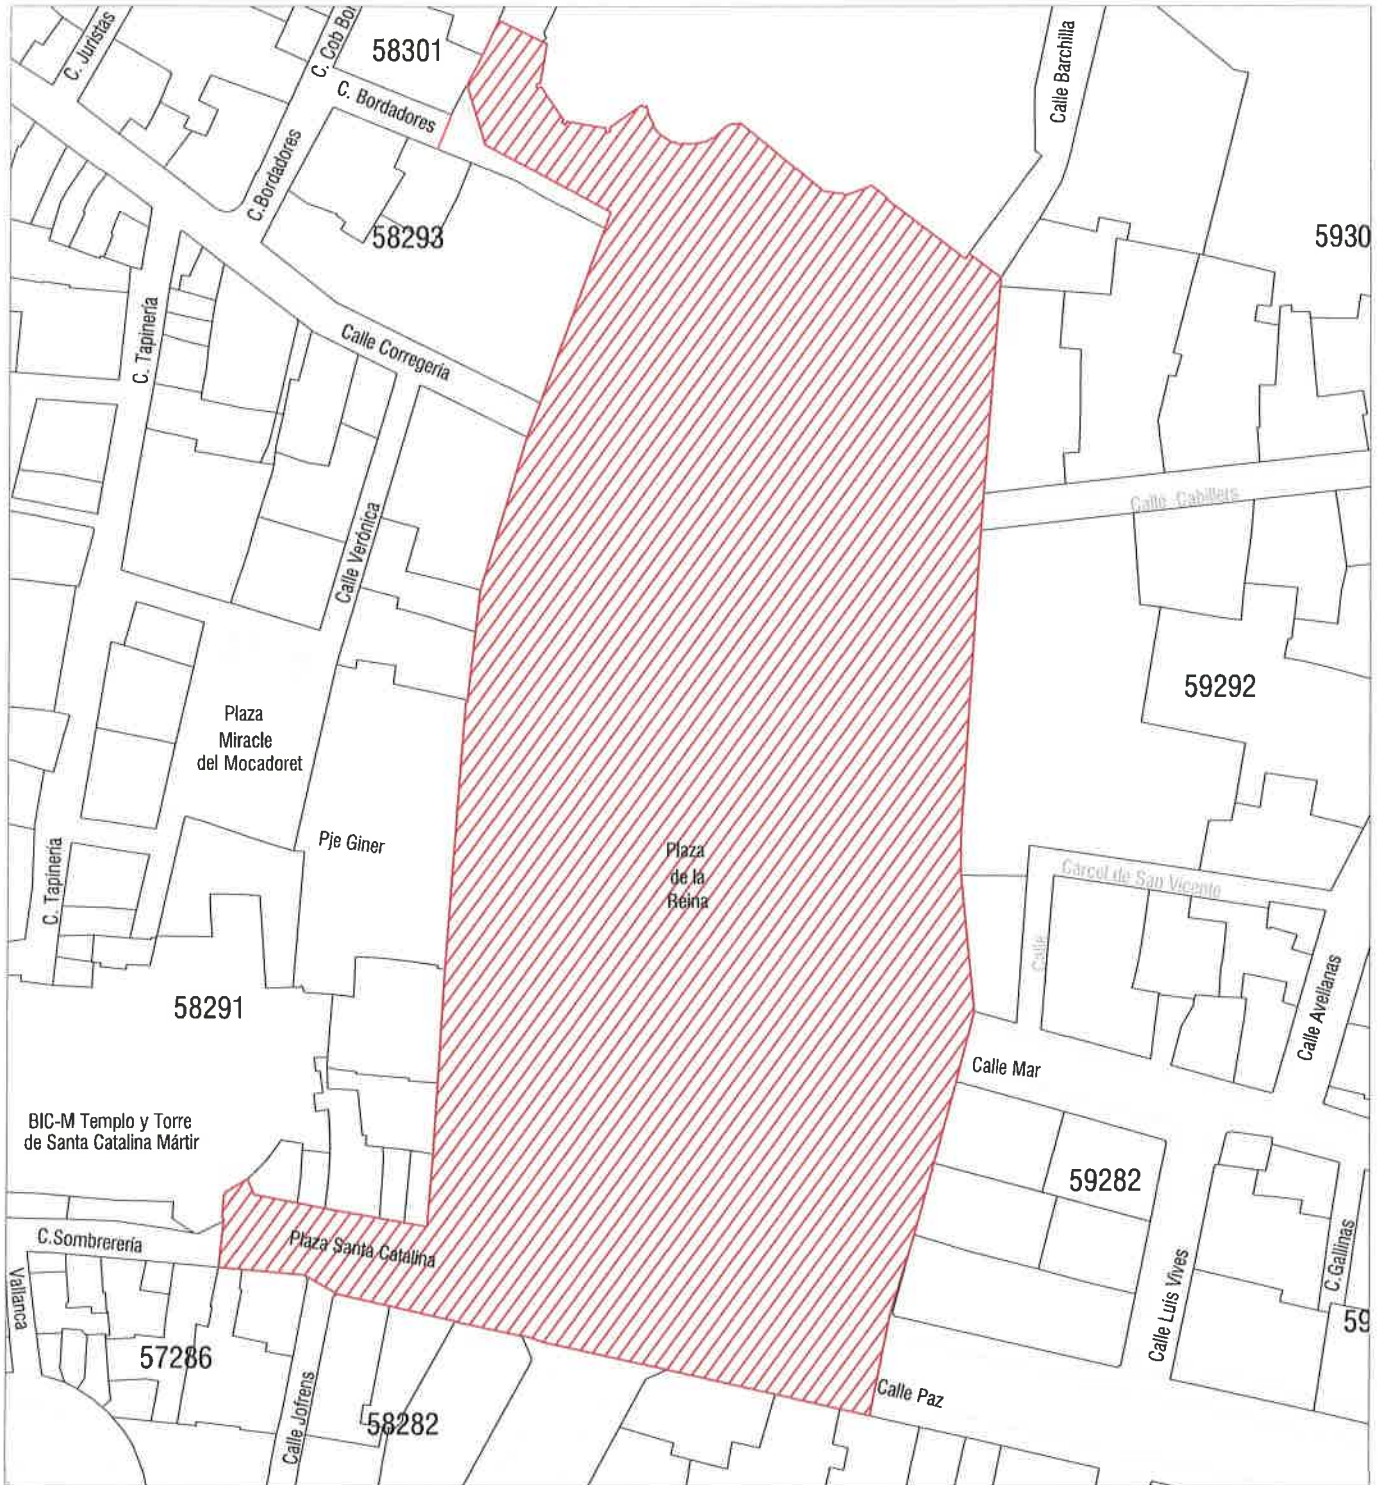 C. Juristas
C. Cob Bor
58301
C. Bordadores
Calle Barchilla
C.Bordadores
58293
5930
C. Tapinería
Calle Corregería
Calle Cabillers
Calle Verónica
59292
Plaza
Miracle
del Mocadoret
Pje Giner
Plaza
de la
Reina
C. Tapinería
Cárcel de San Vicente
Calle
Calle Avellanas
58291
Calle Mar
BIC-M Templo y Torre
de Santa Catalina Mártir
59282
C.Sombrerería
Plaza Santa Catalina
C.Gallinas
Vallanca
Calle Luis Vives
59
57286
Calle Paz
Calle Jofrens
58282